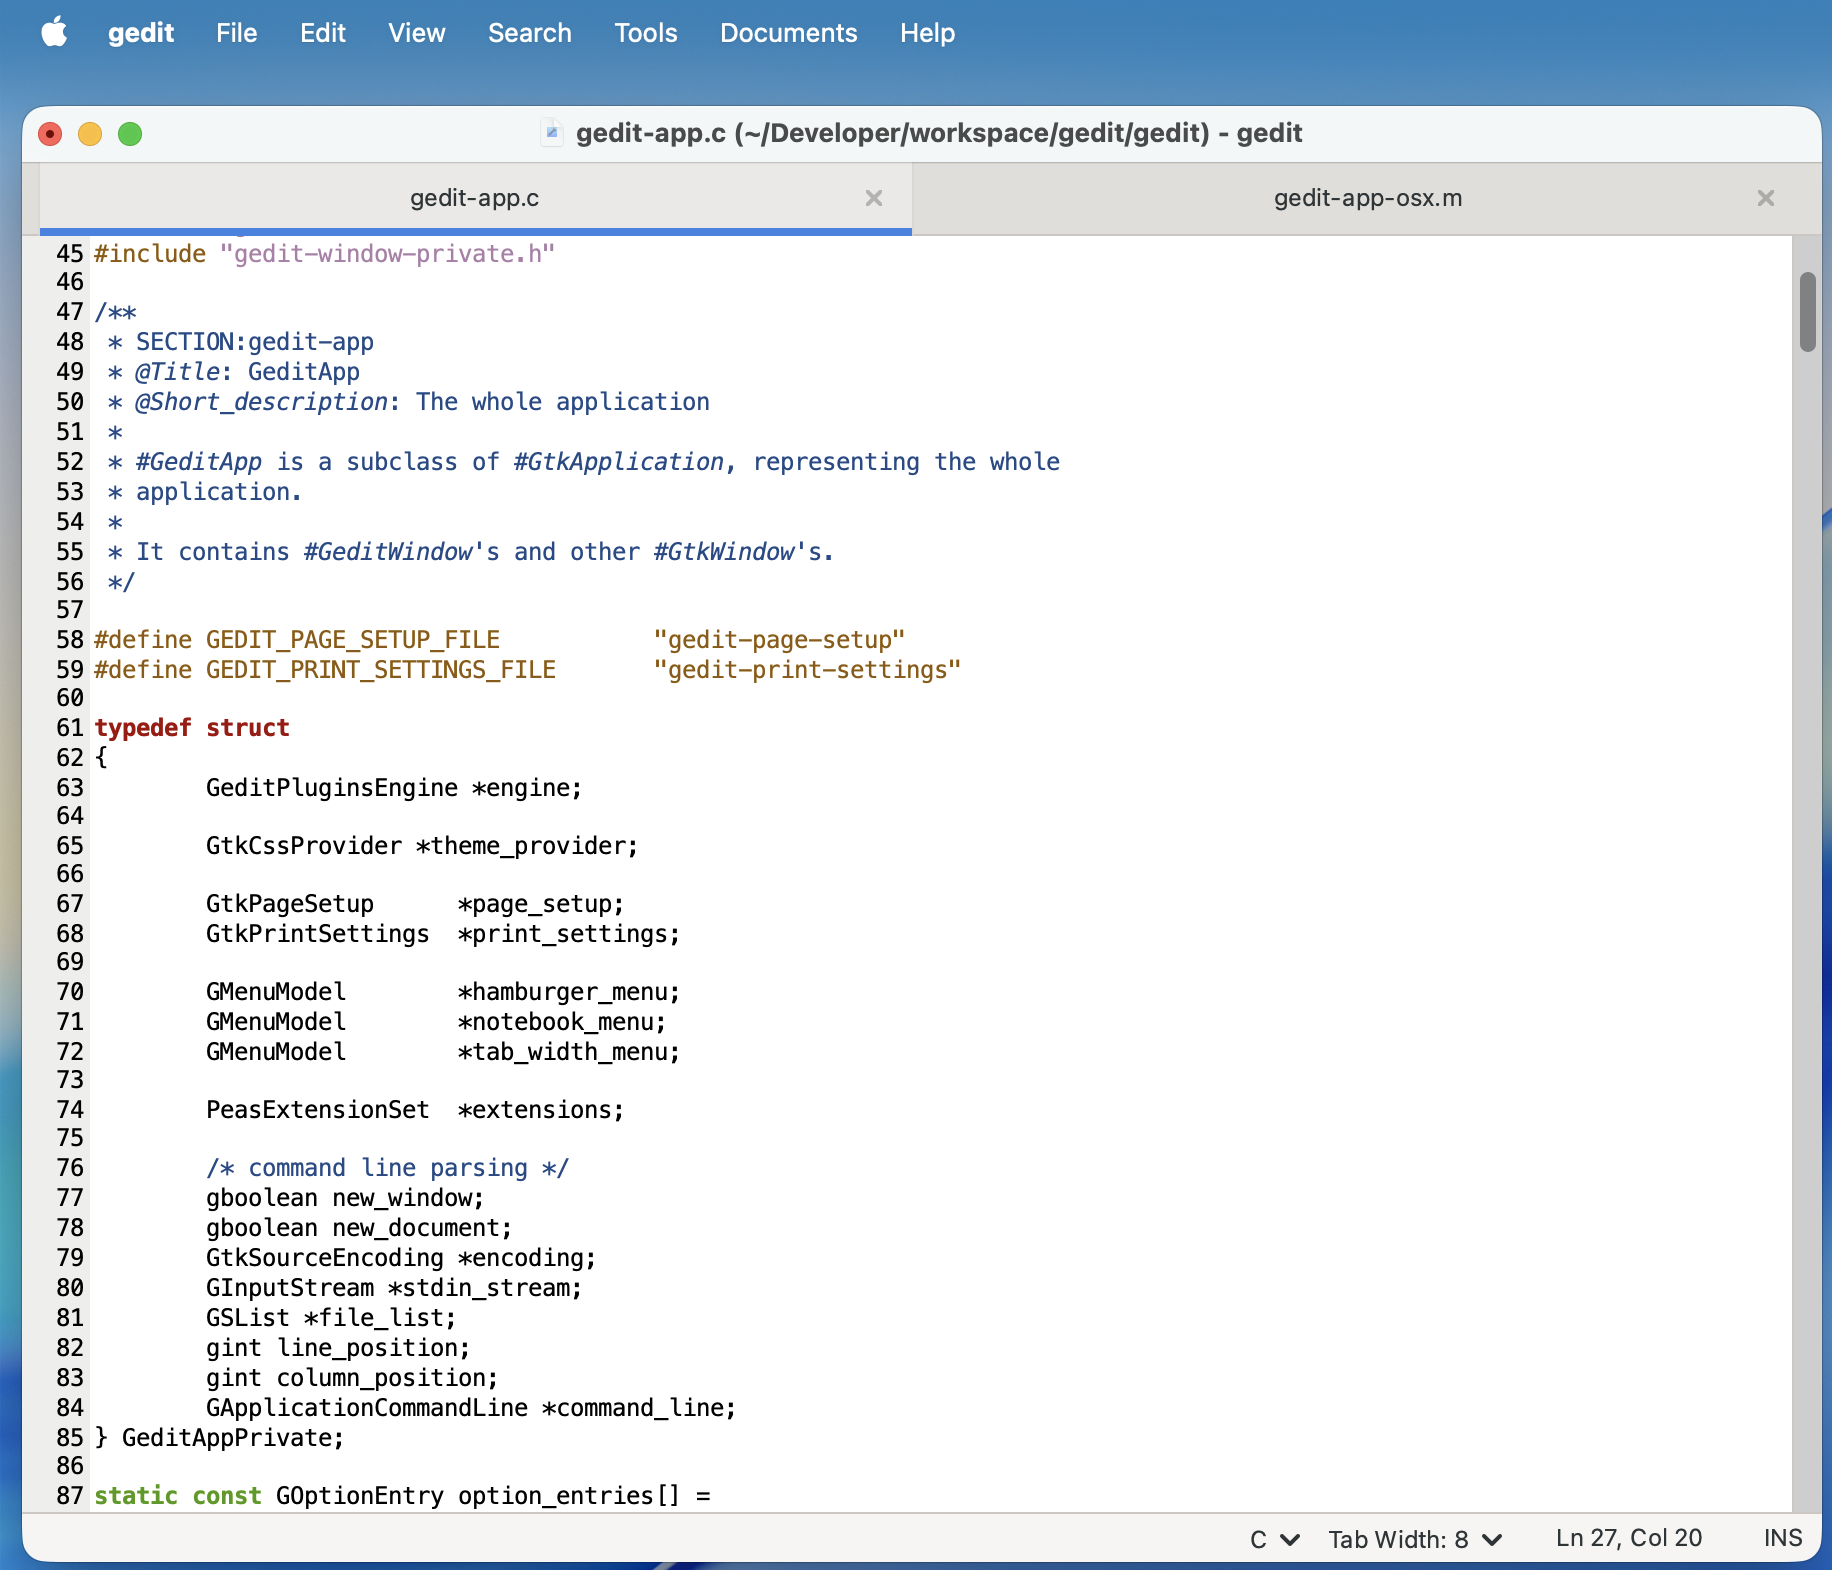 gedit File Edit View Search Tools Documents Help
gedit-app.c (~/Developer/workspace/gedit/gedit) - gedit
gedit-app.c gedit-app-osx.m
45 #include "gedit-window-private.h"
46
47 /**
48  * SECTION:gedit-app
49  * @Title: GeditApp
50  * @Short_description: The whole application
51  *
52  * #GeditApp is a subclass of #GtkApplication, representing the whole
53  * application.
54  *
55  * It contains #GeditWindow's and other #GtkWindow's.
56  */
57
58 #define GEDIT_PAGE_SETUP_FILE           "gedit-page-setup"
59 #define GEDIT_PRINT_SETTINGS_FILE       "gedit-print-settings"
60
61 typedef struct
62 {
63         GeditPluginsEngine *engine;
64
65         GtkCssProvider *theme_provider;
66
67         GtkPageSetup      *page_setup;
68         GtkPrintSettings  *print_settings;
69
70         GMenuModel        *hamburger_menu;
71         GMenuModel        *notebook_menu;
72         GMenuModel        *tab_width_menu;
73
74         PeasExtensionSet  *extensions;
75
76         /* command line parsing */
77         gboolean new_window;
78         gboolean new_document;
79         GtkSourceEncoding *encoding;
80         GInputStream *stdin_stream;
81         GSList *file_list;
82         gint line_position;
83         gint column_position;
84         GApplicationCommandLine *command_line;
85 } GeditAppPrivate;
86
87 static const GOptionEntry option_entries[] =
C Tab Width: 8 Ln 27, Col 20 INS